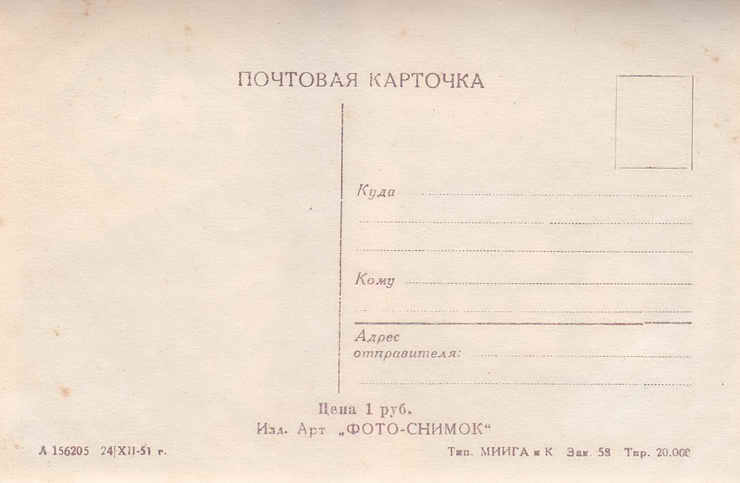 ПОЧТОВАЯ КАРТОЧКА
Куда
Кому
Адрес
отправителя:
Цена 1 руб.
Изд. Арт „ФОТО-СНИМОК“
Л 156205 24/XII-51 г.
Тип. МИИГА и К Зак. 58 Тир. 20.000